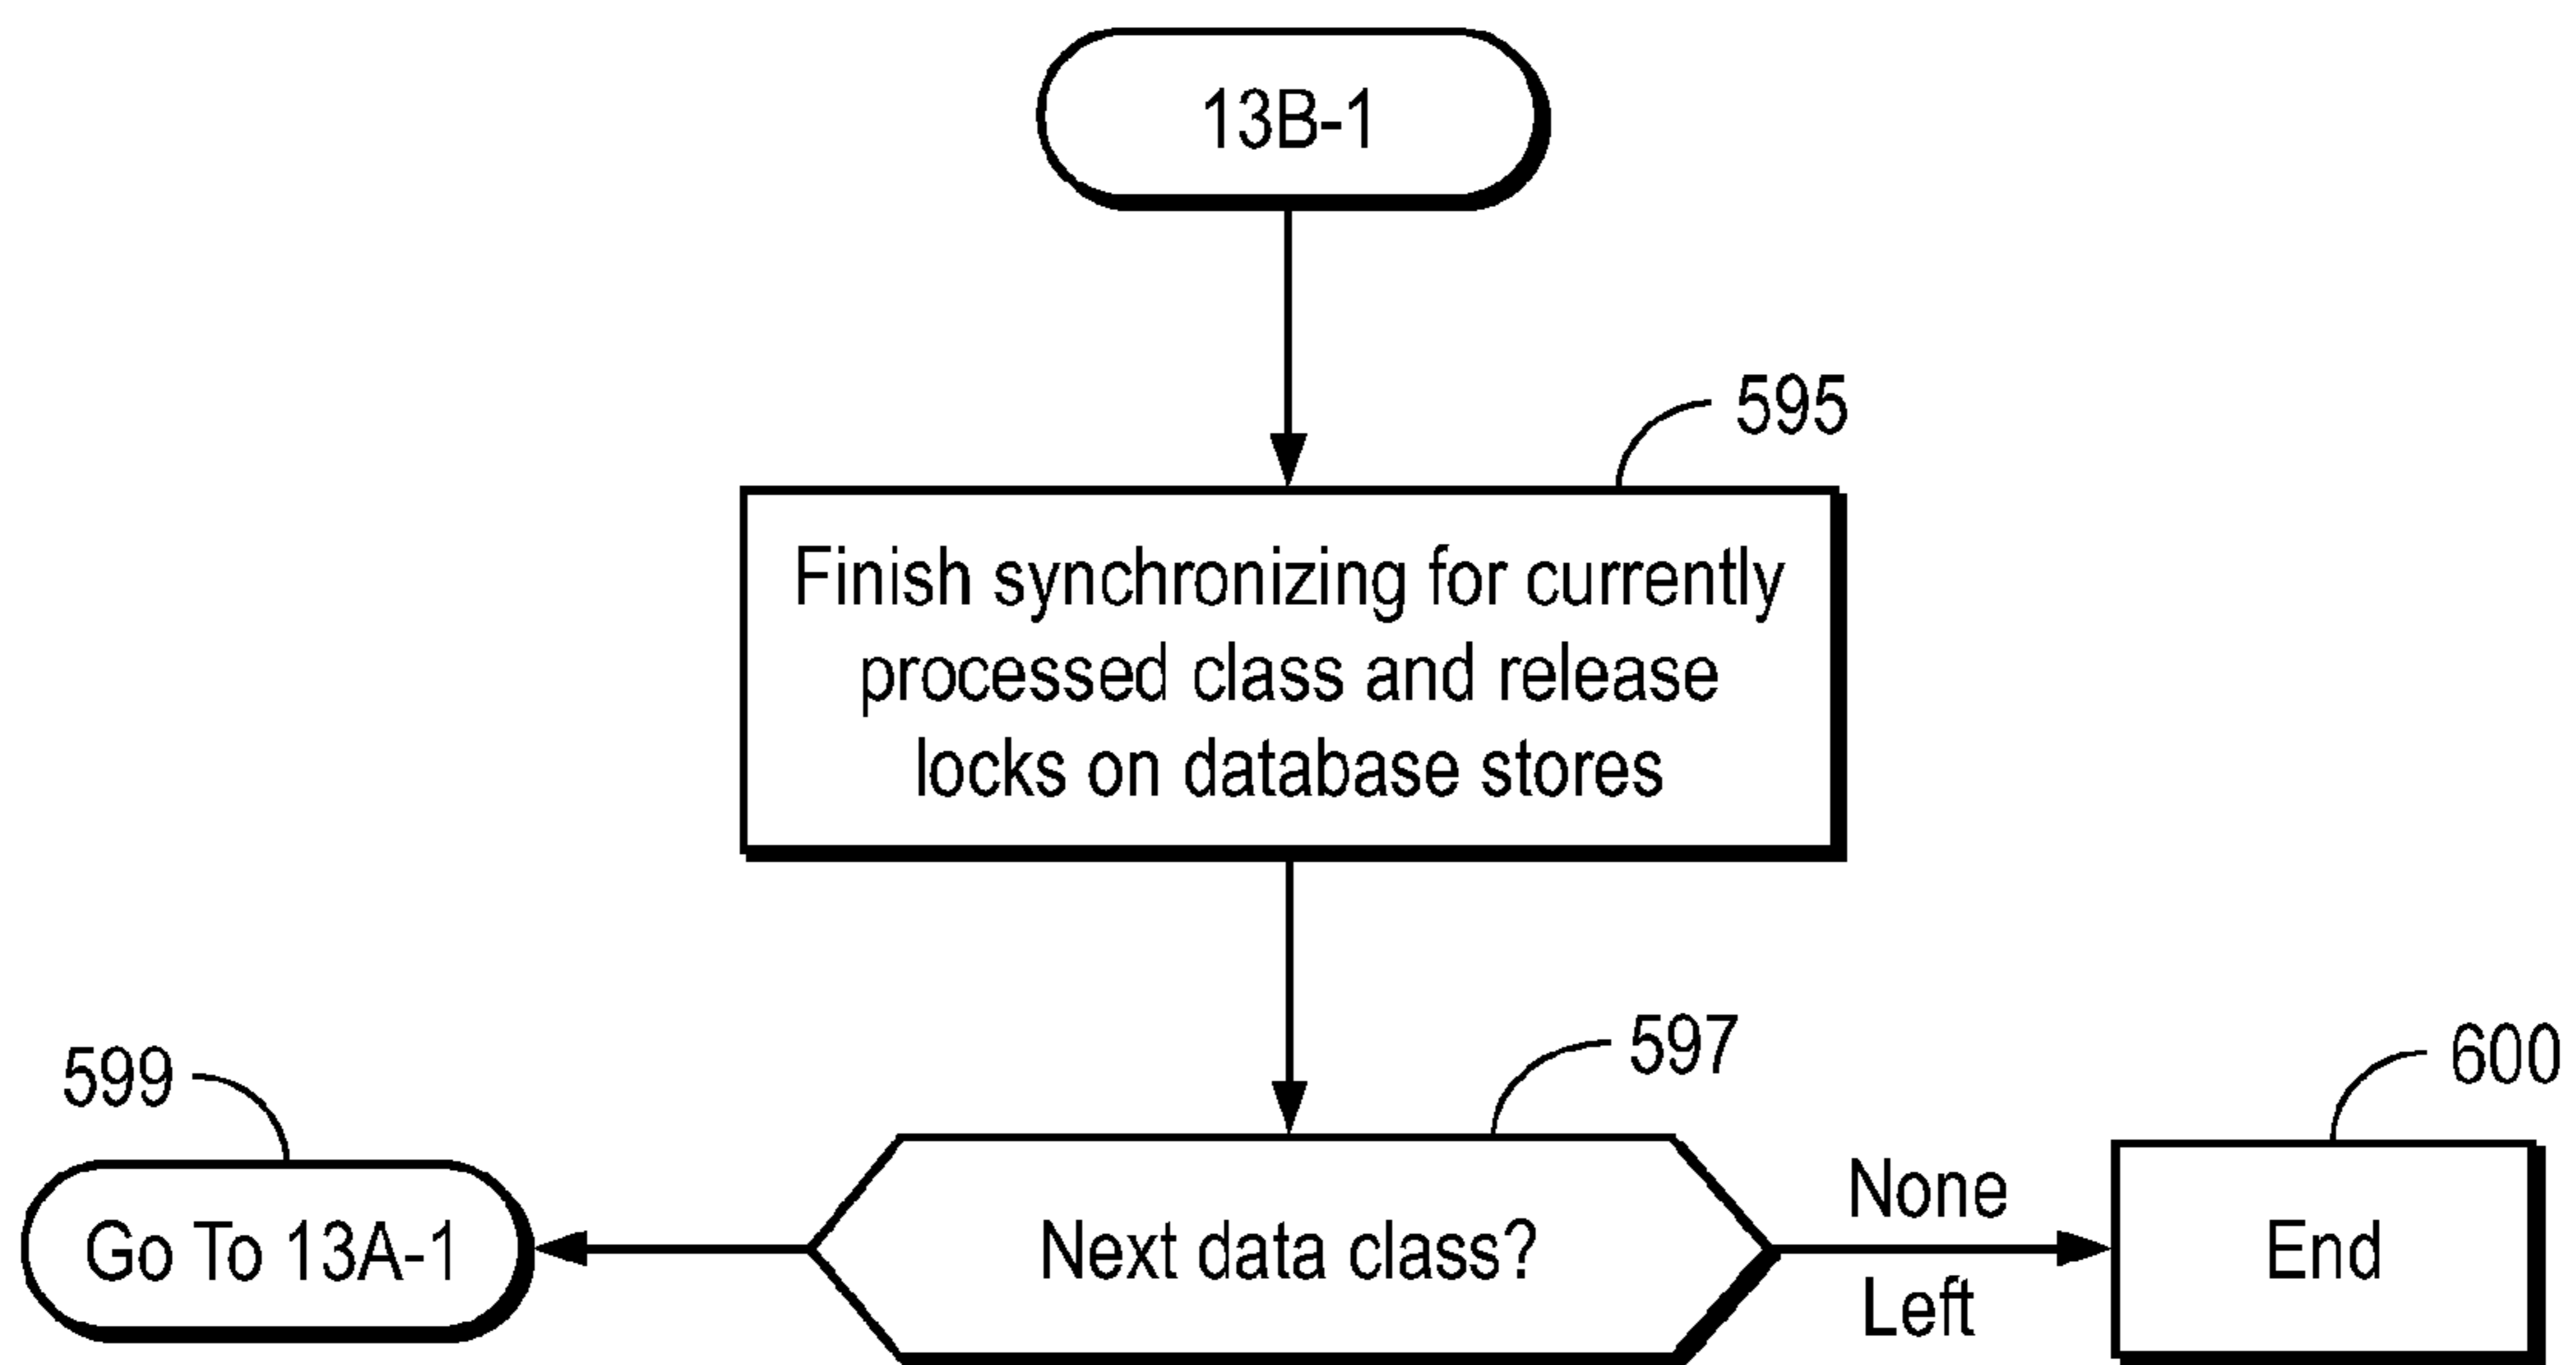 13B-1
595
Finish synchronizing for currently
processed class and release
locks on database stores
599
597
600
Go To 13A-1
Next data class?
None
Left
End